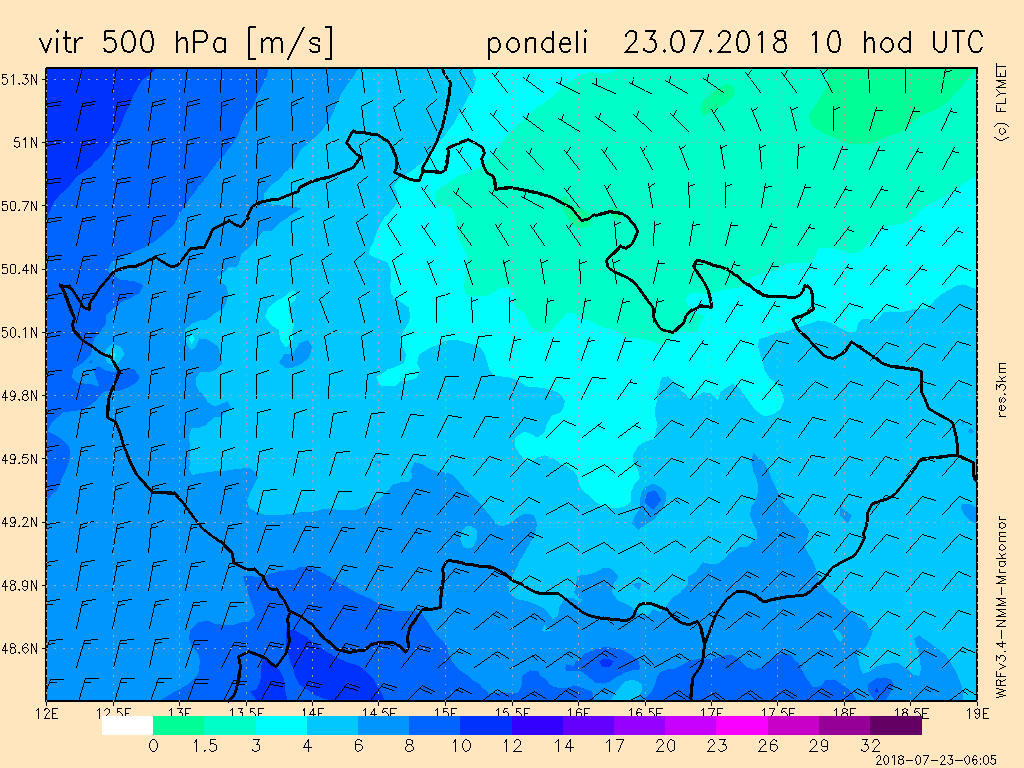 vitr 500 hPa [m/s]
pondeli 23.07.2018 10 hod UTC
51.3N
51N
50.7N
50.4N
50.1N
49.8N
49.5N
49.2N
48.9N
48.6N
(c) FLYMET
res.3km
WRFv3.4-NMM-Mrakomor
12E 12.5E 13E 13.5E 14E 14.5E 15E 15.5E 16E 16.5E 17E 17.5E 18E 18.5E 19E
0 1.5 3 4 6 8 10 12 14 17 20 23 26 29 32
2018-07-23-06:05